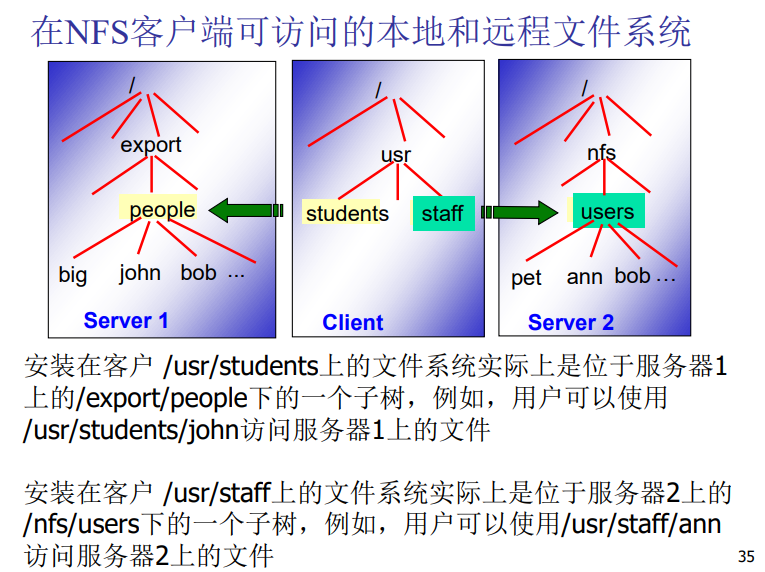 在NFS客户端可访问的本地和远程文件系统
/
export
people
big john bob ...
Server 1
/
usr
students staff
Client
/
nfs
users
pet ann bob ...
Server 2
安装在客户 /usr/students上的文件系统实际上是位于服务器1
上的/export/people下的一个子树，例如，用户可以使用
/usr/students/john访问服务器1上的文件
安装在客户 /usr/staff上的文件系统实际上是位于服务器2上的
/nfs/users下的一个子树，例如，用户可以使用/usr/staff/ann
访问服务器2上的文件
35